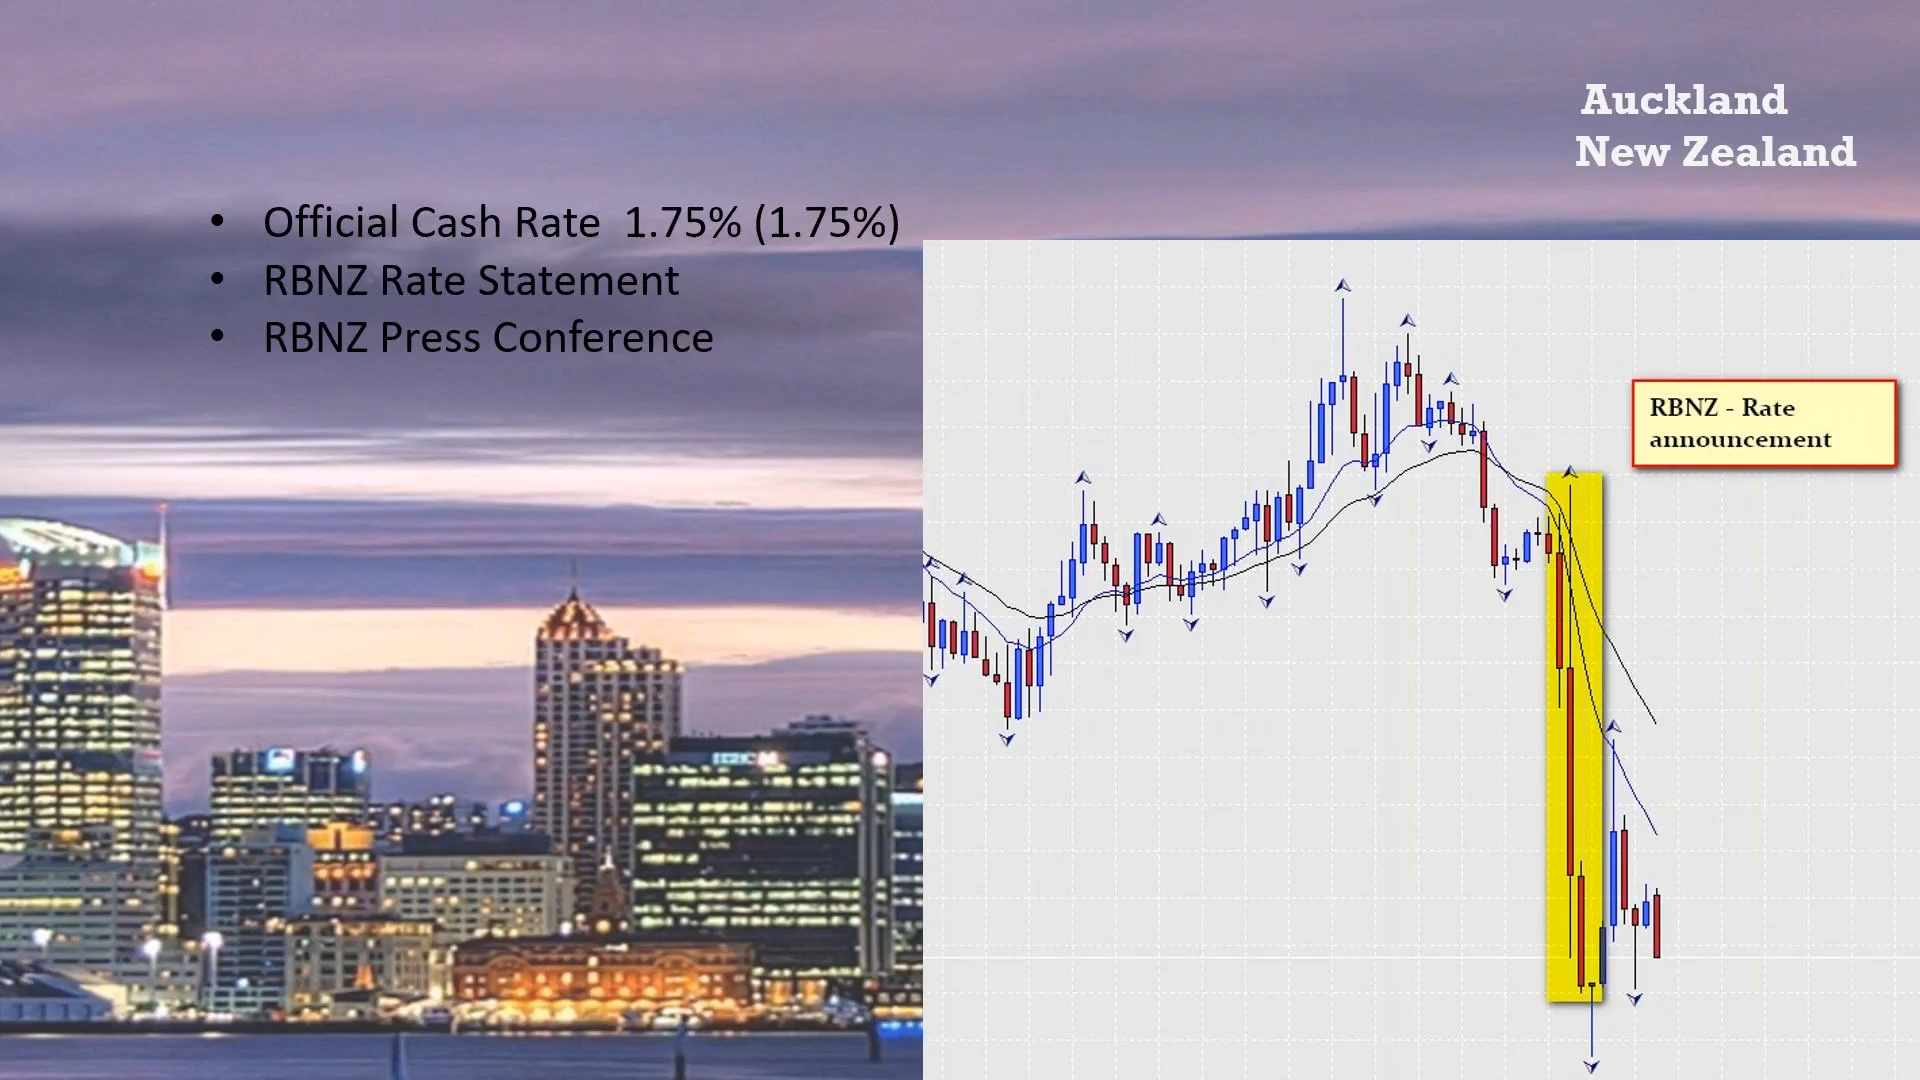 Auckland
New Zealand
• Official Cash Rate 1.75% (1.75%)
• RBNZ Rate Statement
• RBNZ Press Conference
RBNZ - Rate
announcement